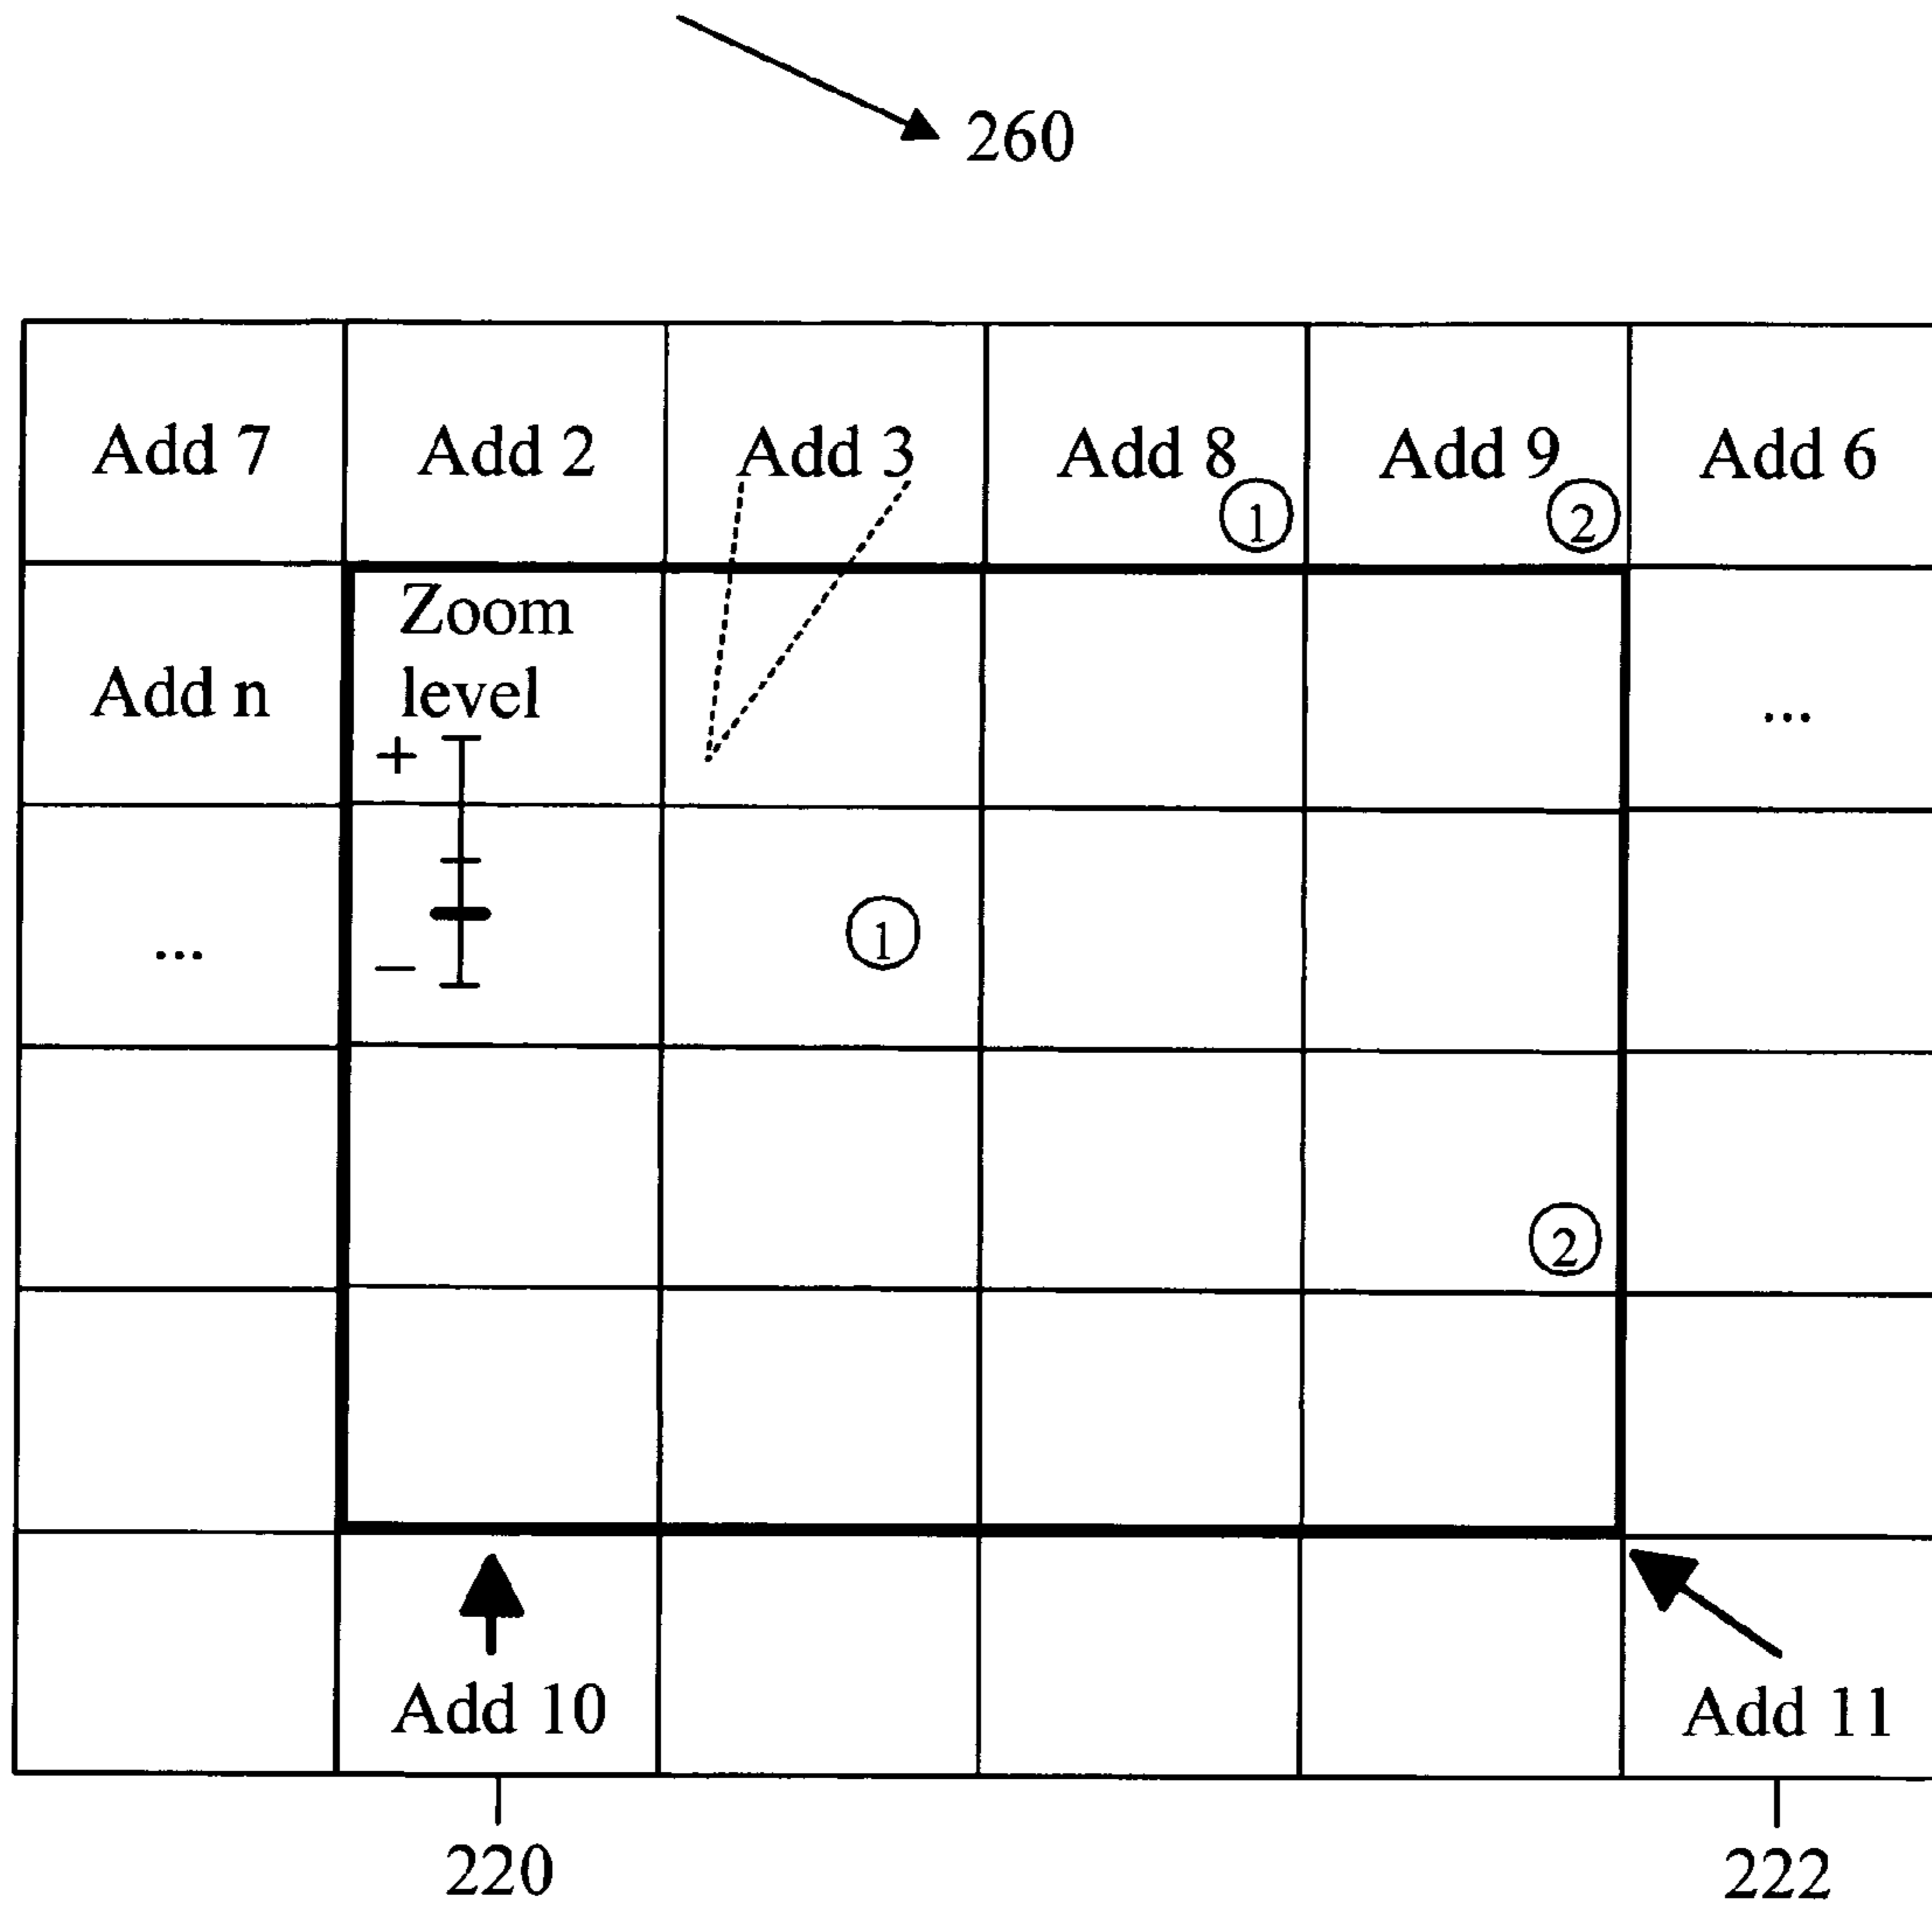 260
Add 7 Add 2 Add 3 Add 8 Add 9 Add 6
1 2
Zoom
level
Add n
...
+
...
1
–
2
Add 10 Add 11
220 222